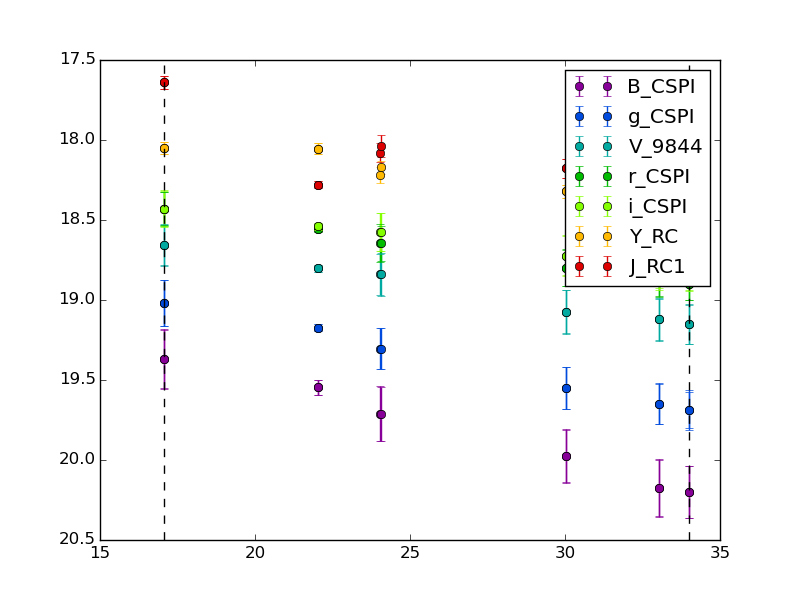 17.5
18.0
18.5
19.0
19.5
20.0
20.5
15
20
25
30
35
B_CSPI
g_CSPI
V_9844
r_CSPI
i_CSPI
Y_RC
J_RC1